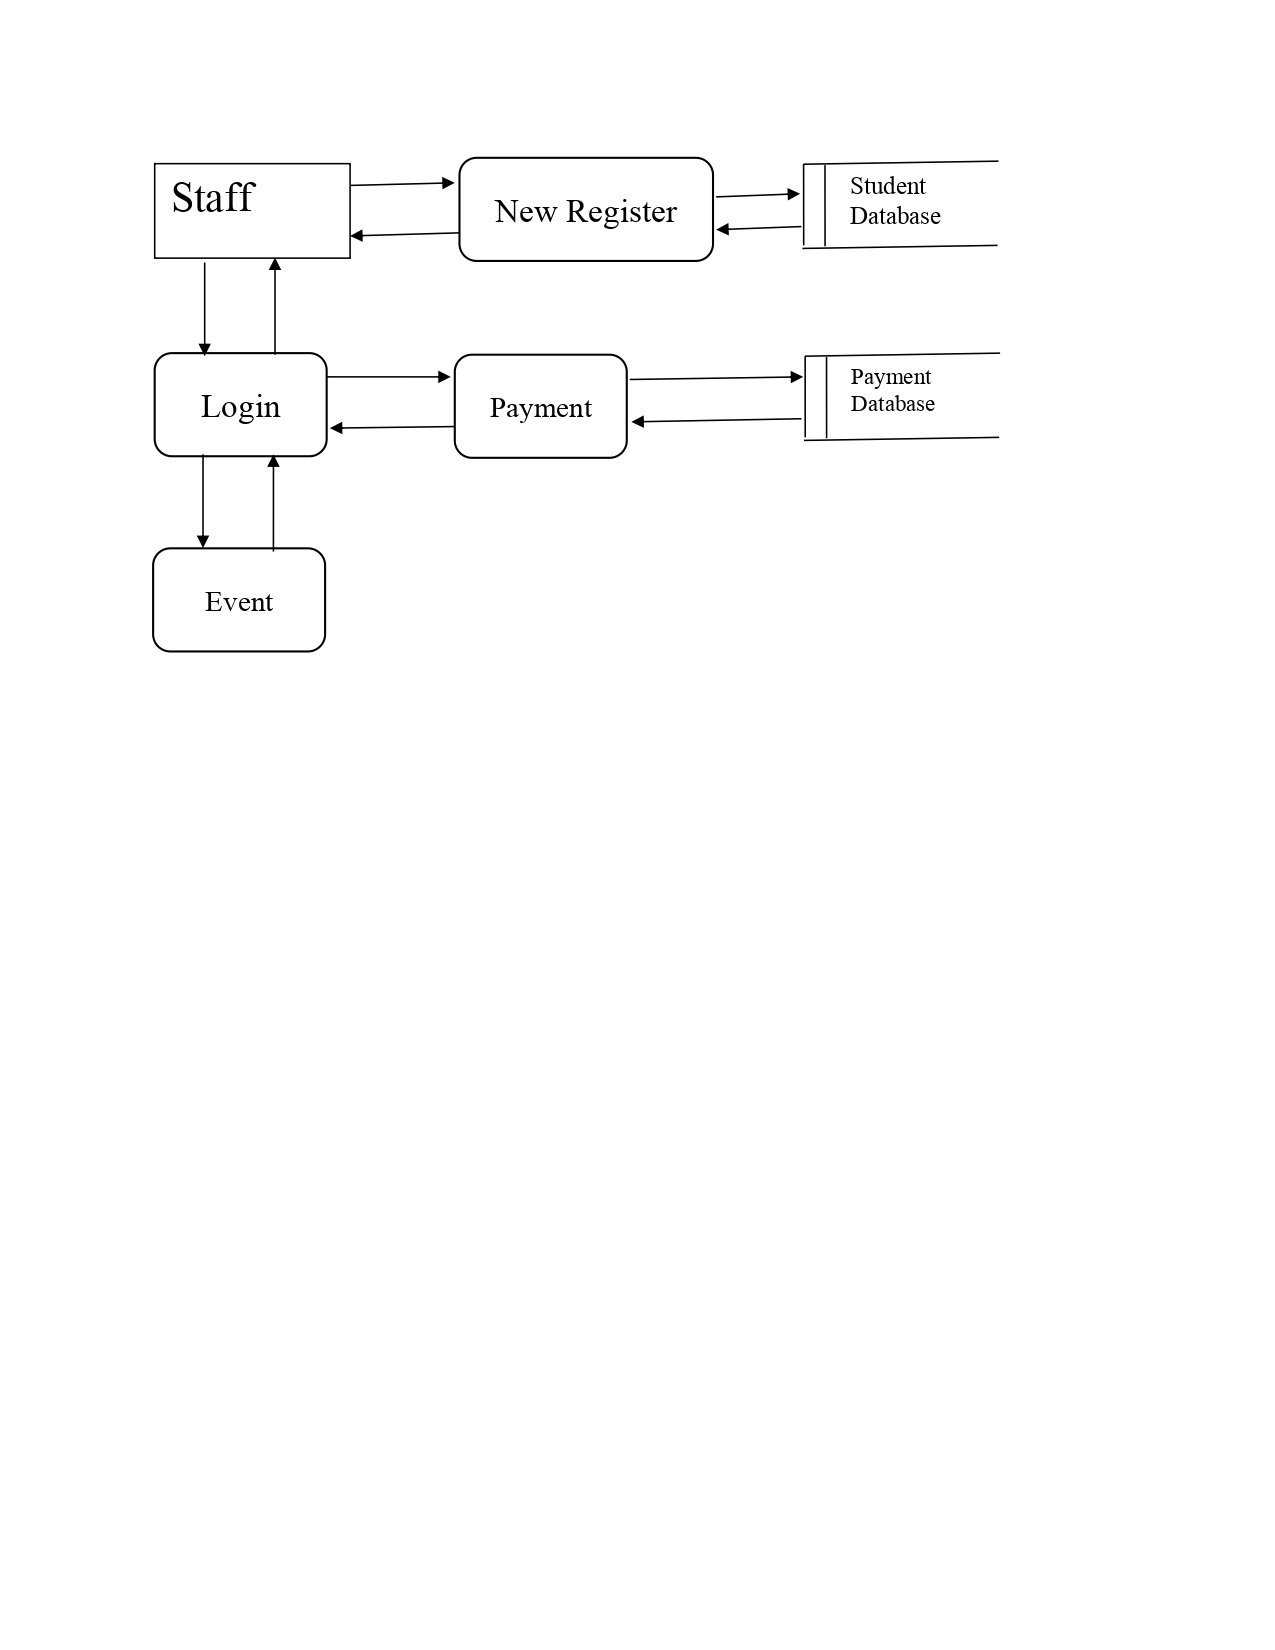 Staff
New Register
Student
Database
Login
Payment
Payment
Database
Event